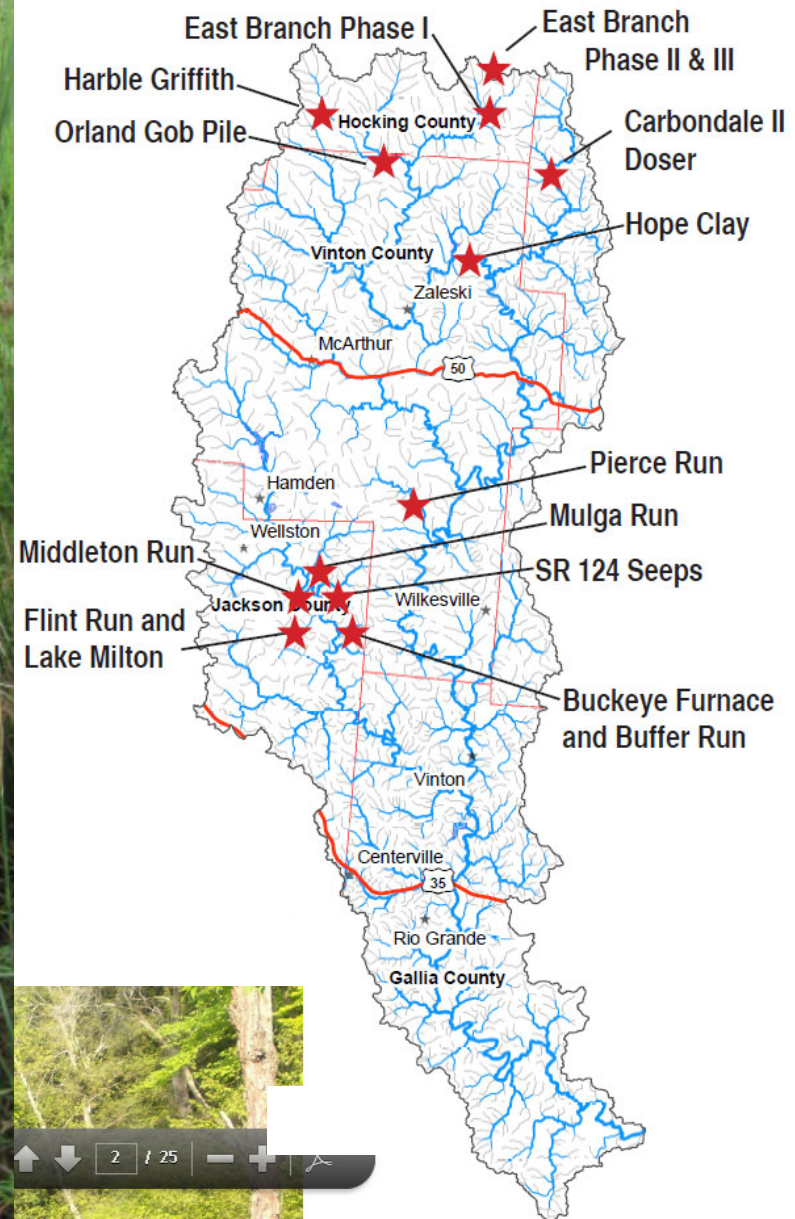 East Branch Phase I
East Branch
Phase II & III
Harble Griffith
Hocking County
Orland Gob Pile
Carbondale II
Doser
Hope Clay
Vinton County
Zaleski
McArthur
50
Pierce Run
Hamden
Mulga Run
Wellston
Middleton Run
SR 124 Seeps
Jackson County
Wilkesville
Flint Run and
Lake Milton
Buckeye Furnace
and Buffer Run
Vinton
Centerville
35
Rio Grande
Gallia County
2 / 25